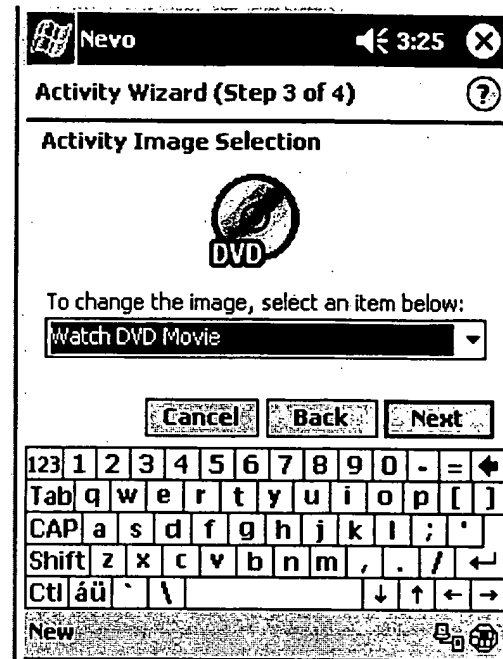 Nevo 3:25
Activity Wizard (Step 3 of 4) ?
Activity Image Selection
DVD
To change the image, select an item below:
Watch DVD Movie
Cancel Back Next
123 1 2 3 4 5 6 7 8 9 0 - = ←
Tab q w e r t y u i o p [ ]
CAP a s d f g h j k l ; '
Shift z x c v b n m , . / ↵
Ctl áü ` \ ↓ ↑ ← →
New